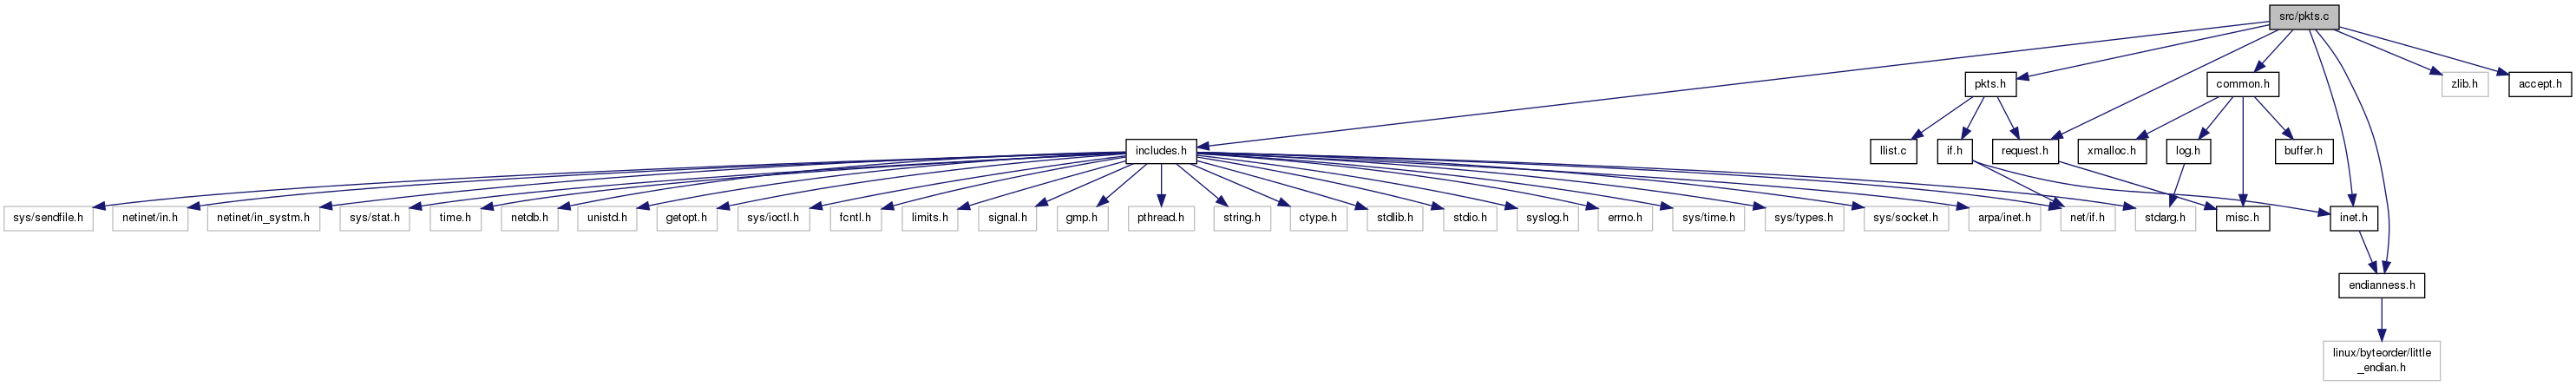 src/pkts.c
pkts.h
common.h
zlib.h
accept.h
includes.h
llist.c
if.h
request.h
xmalloc.h
log.h
buffer.h
sys/sendfile.h
netinet/in.h
netinet/in_systm.h
sys/stat.h
time.h
netdb.h
unistd.h
getopt.h
sys/ioctl.h
fcntl.h
limits.h
signal.h
gmp.h
pthread.h
string.h
ctype.h
stdlib.h
stdio.h
syslog.h
errno.h
sys/time.h
sys/types.h
sys/socket.h
arpa/inet.h
net/if.h
stdarg.h
misc.h
inet.h
endianness.h
linux/byteorder/little
_endian.h